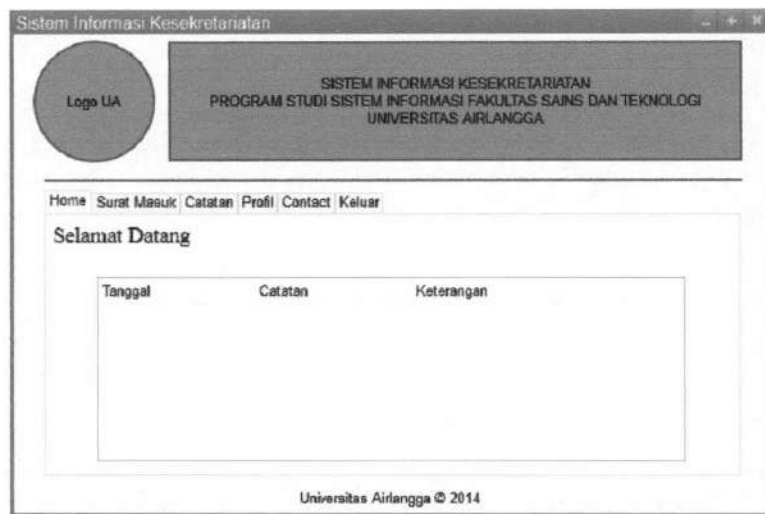 Sistem Informasi Kesekretariatan
Logo UA
SISTEM INFORMASI KESEKRETARIATAN
PROGRAM STUDI SISTEM INFORMASI FAKULTAS SAINS DAN TEKNOLOGI
UNIVERSITAS AIRLANGGA
Home Surat Masuk Catatan Profil Contact Keluar
Selamat Datang
Tanggal Catatan Keterangan
Universitas Airlangga © 2014